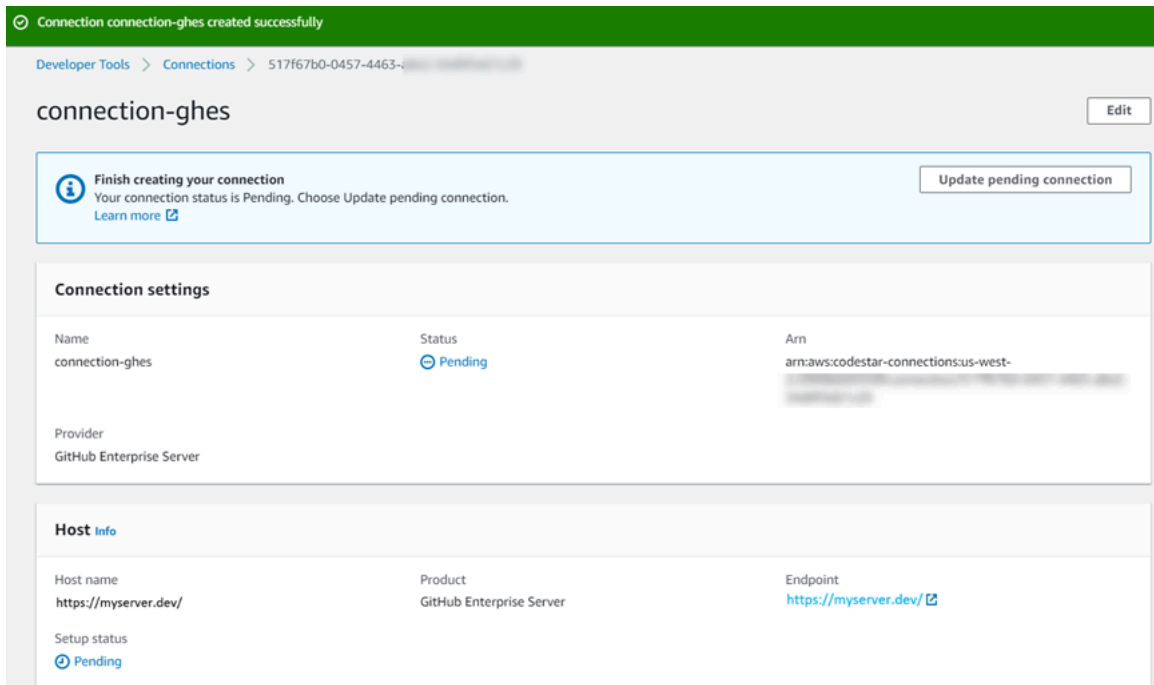 Connection connection-ghes created successfully
Developer Tools > Connections > 517f67b0-0457-4463-
connection-ghes
Edit
Finish creating your connection
Your connection status is Pending. Choose Update pending connection.
Learn more
Update pending connection
Connection settings
Name
Status
Arn
connection-ghes
Pending
arn:aws:codestar-connections:us-west-
Provider
GitHub Enterprise Server
Host Info
Host name
Product
Endpoint
https://myserver.dev/
GitHub Enterprise Server
https://myserver.dev/
Setup status
Pending